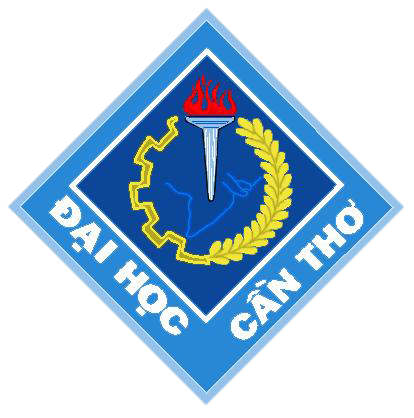 ĐẠI HỌC
CẦN THƠ